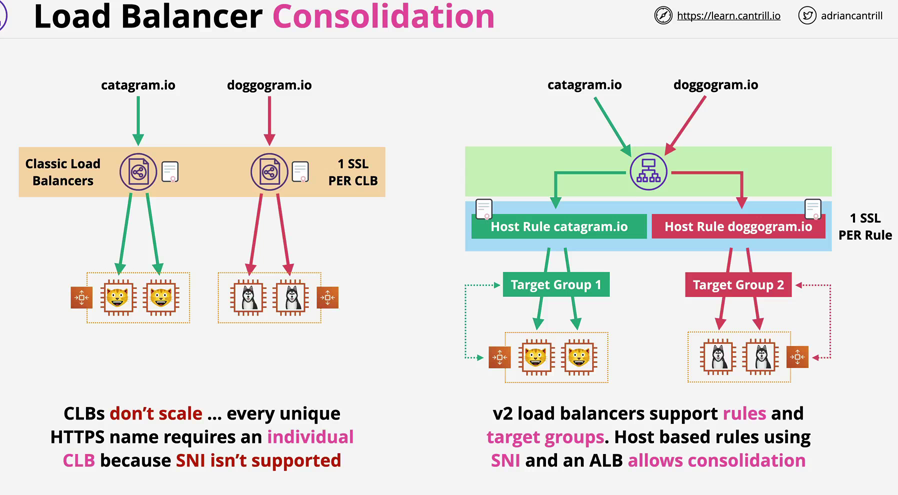 Load Balancer Consolidation
https://learn.cantrill.io
adriancantrill
catagram.io
doggogram.io
Classic Load
Balancers
1 SSL
PER CLB
CLBs don't scale ... every unique
HTTPS name requires an individual
CLB because SNI isn't supported
catagram.io
doggogram.io
Host Rule catagram.io
Host Rule doggogram.io
1 SSL
PER Rule
Target Group 1
Target Group 2
v2 load balancers support rules and
target groups. Host based rules using
SNI and an ALB allows consolidation